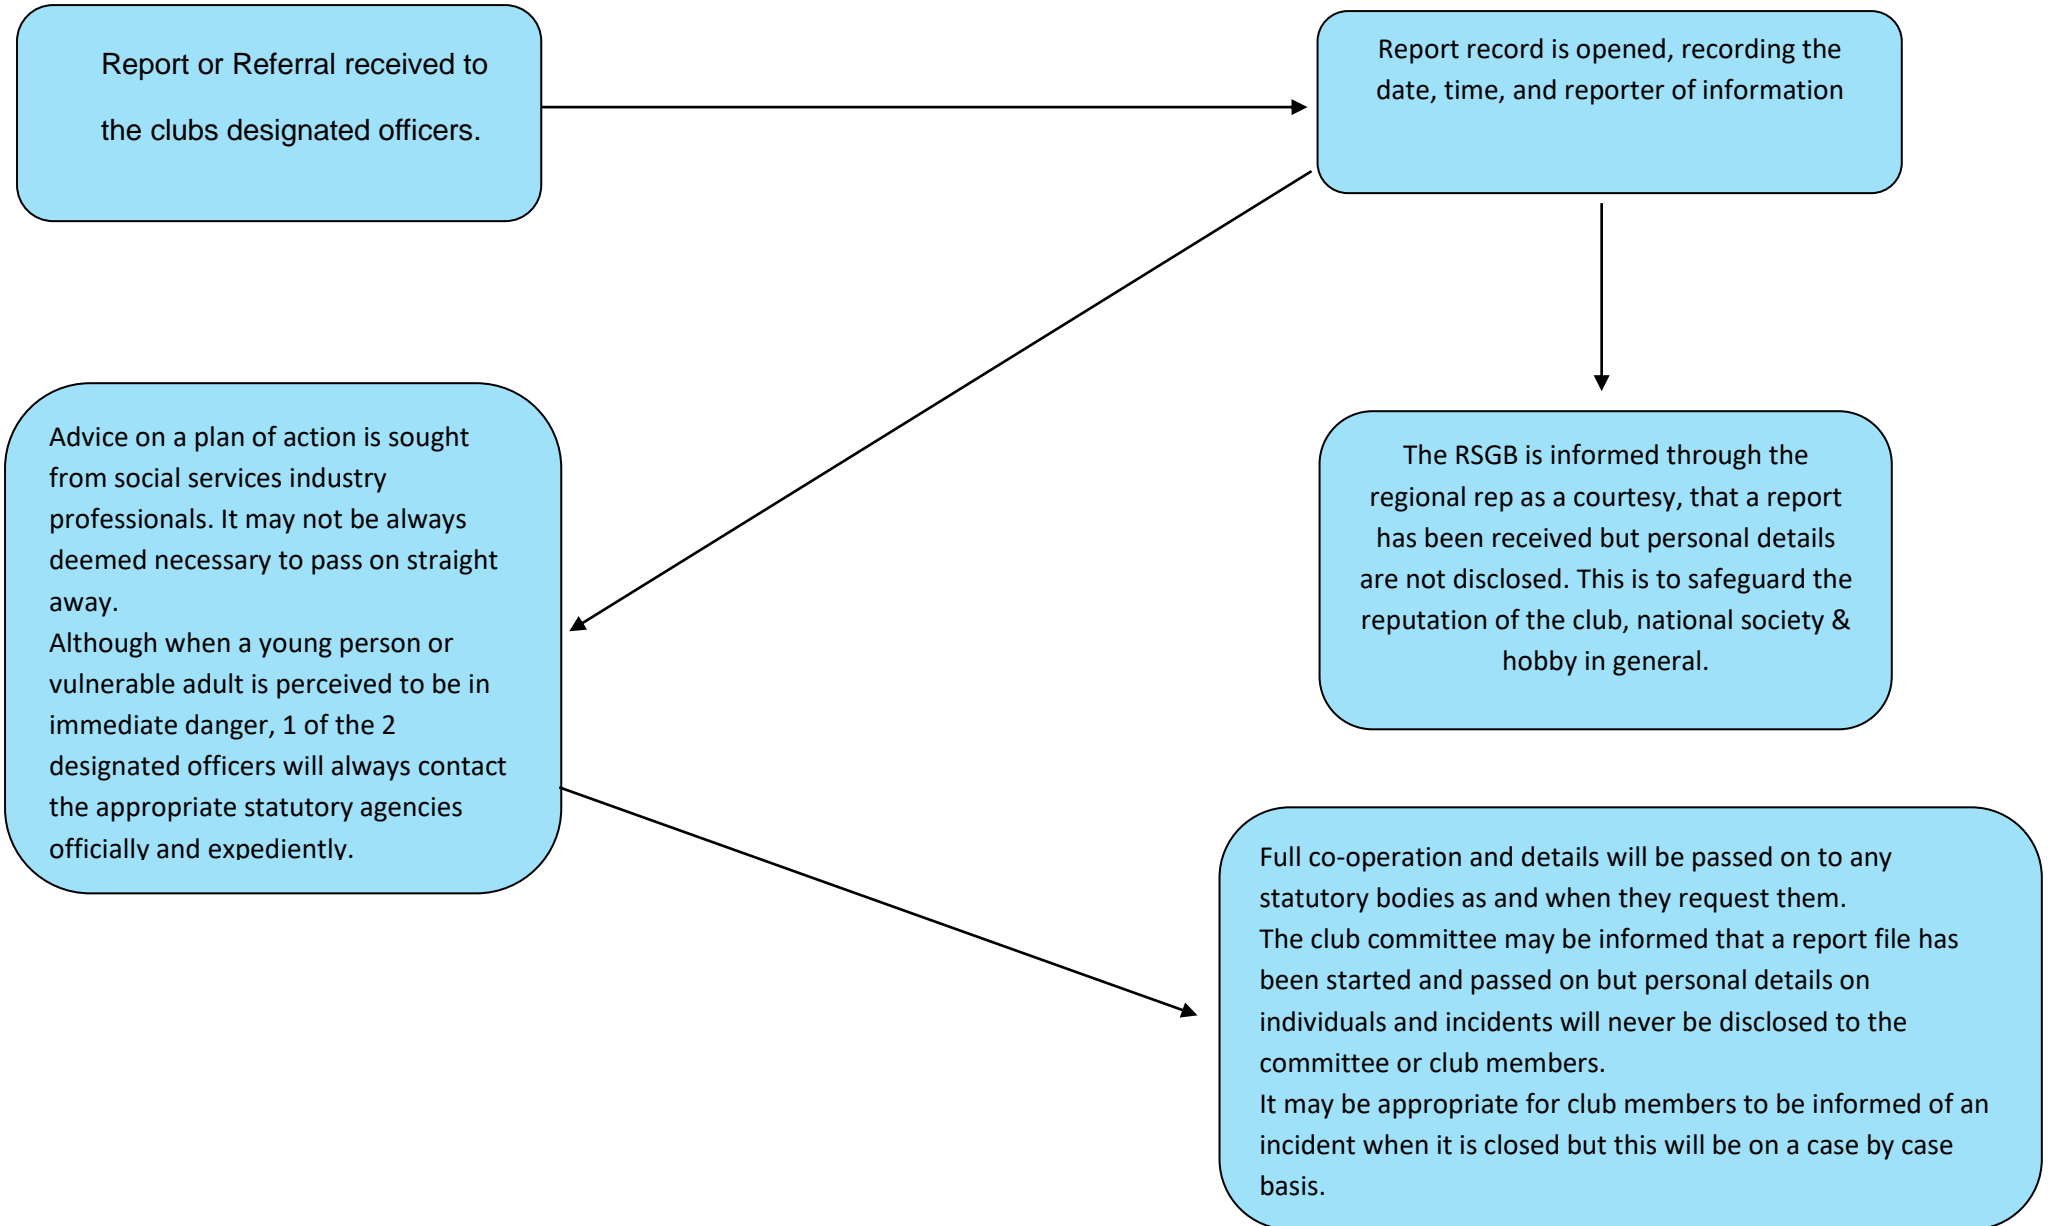 Report or Referral received to
the clubs designated officers.
Report record is opened, recording the
date, time, and reporter of information
Advice on a plan of action is sought
from social services industry
professionals. It may not be always
deemed necessary to pass on straight
away.
Although when a young person or
vulnerable adult is perceived to be in
immediate danger, 1 of the 2
designated officers will always contact
the appropriate statutory agencies
officially and expediently.
The RSGB is informed through the
regional rep as a courtesy, that a report
has been received but personal details
are not disclosed. This is to safeguard the
reputation of the club, national society &
hobby in general.
Full co-operation and details will be passed on to any
statutory bodies as and when they request them.
The club committee may be informed that a report file has
been started and passed on but personal details on
individuals and incidents will never be disclosed to the
committee or club members.
It may be appropriate for club members to be informed of an
incident when it is closed but this will be on a case by case
basis.